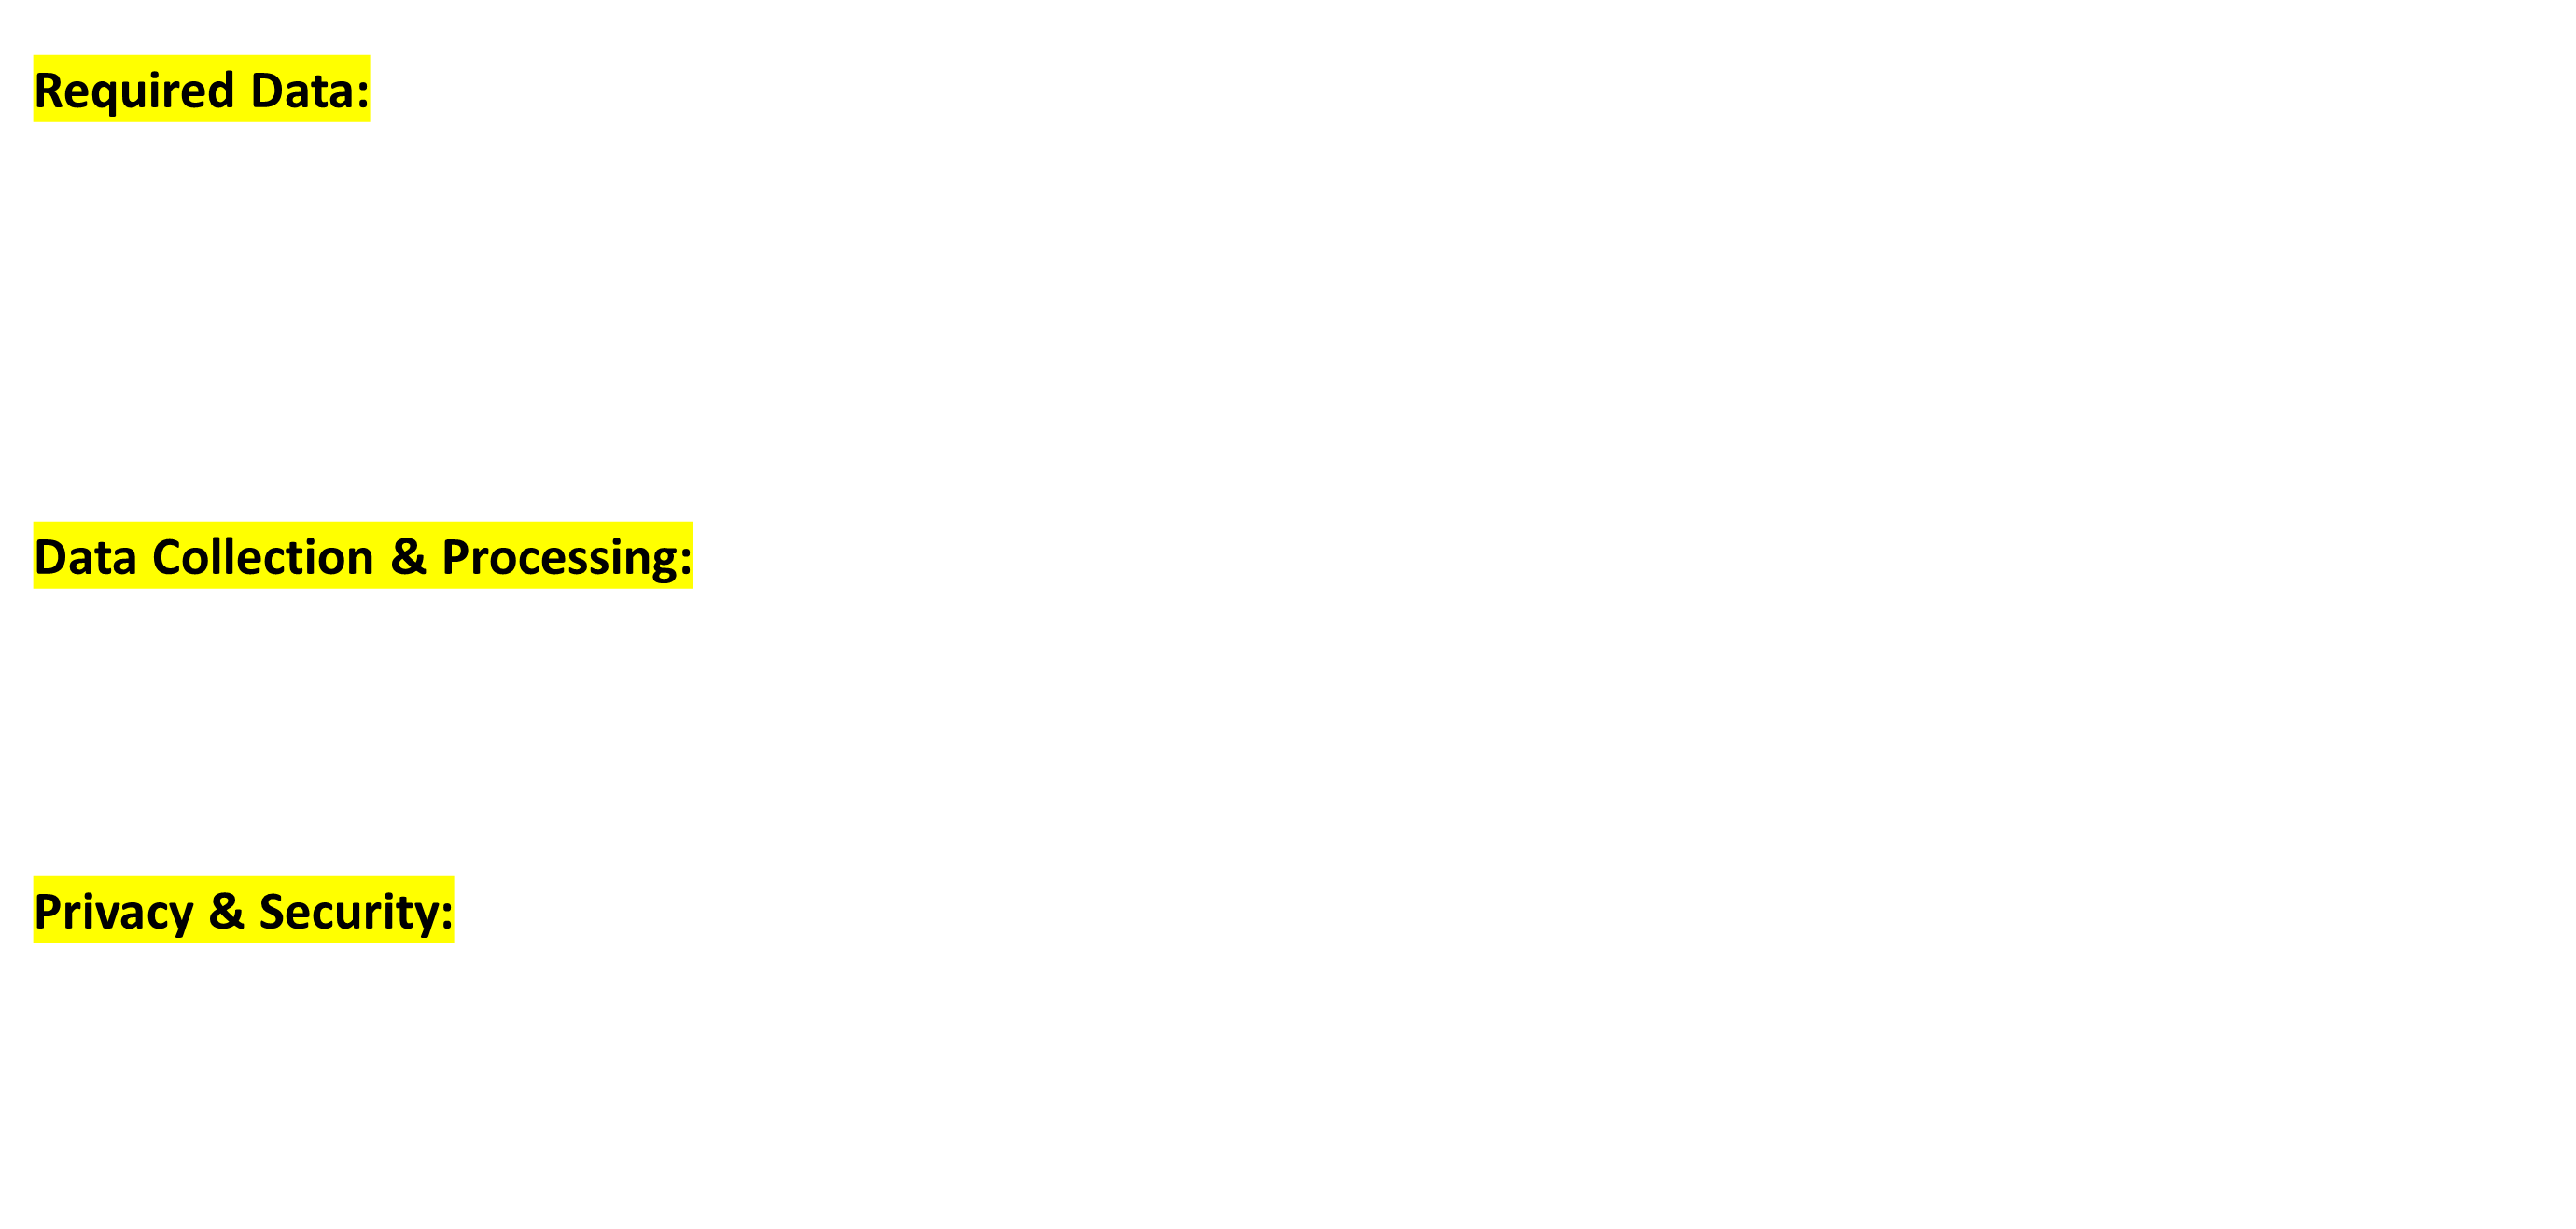 Required Data:
Data Collection & Processing:
Privacy & Security: